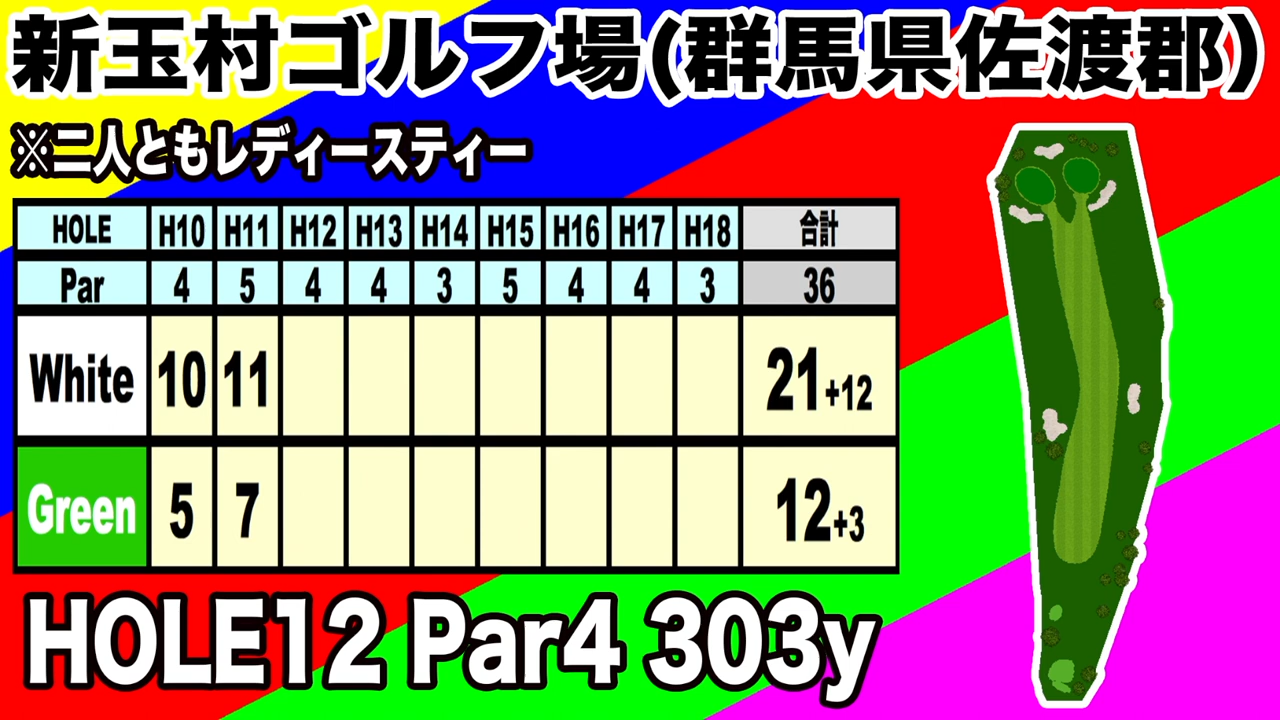 新玉村ゴルフ場(群馬県佐渡郡)
※二人ともレディースティー
HOLE H10 H11 H12 H13 H14 H15 H16 H17 H18 合計
Par 4 5 4 4 3 5 4 4 3 36
White 10 11 21+12
Green 5 7 12+3
HOLE12 Par4 303y